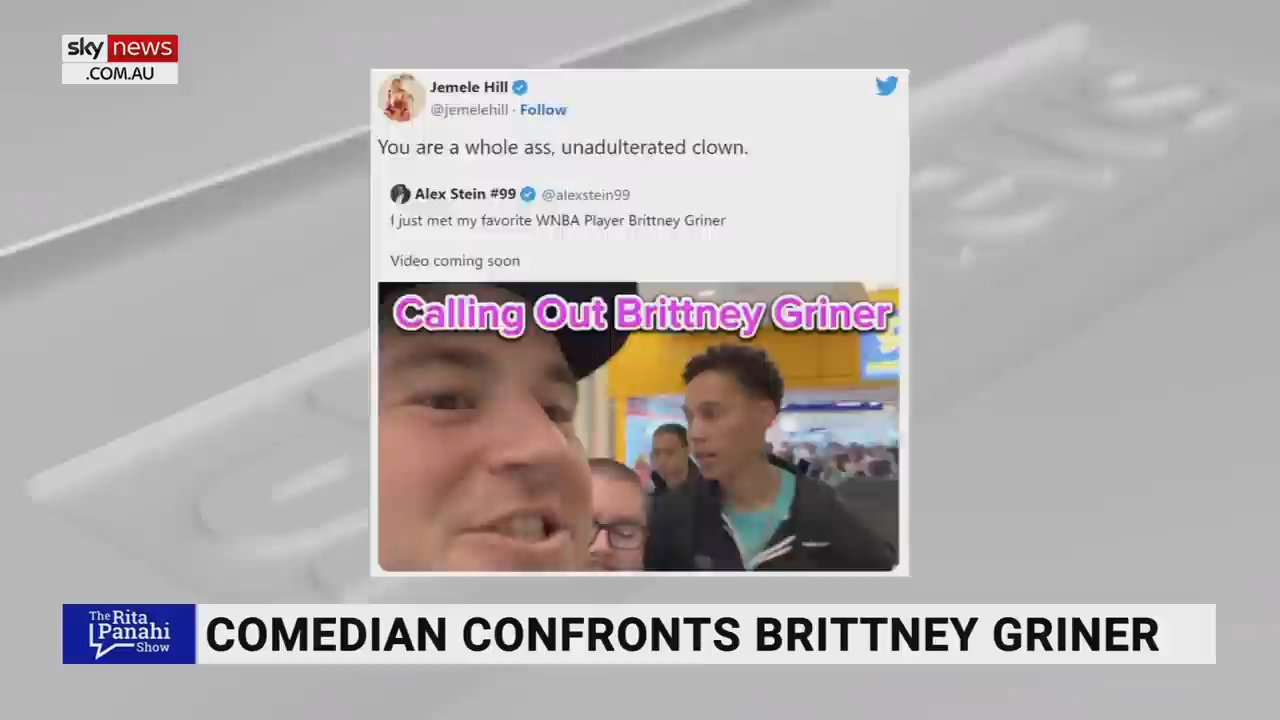 sky news
.COM.AU
Jemele Hill
@jemelehill · Follow
You are a whole ass, unadulterated clown.
Alex Stein #99 @alexstein99
I just met my favorite WNBA Player Brittney Griner
Video coming soon
Calling Out Brittney Griner
The Rita
Panahi
Show
COMEDIAN CONFRONTS BRITTNEY GRINER